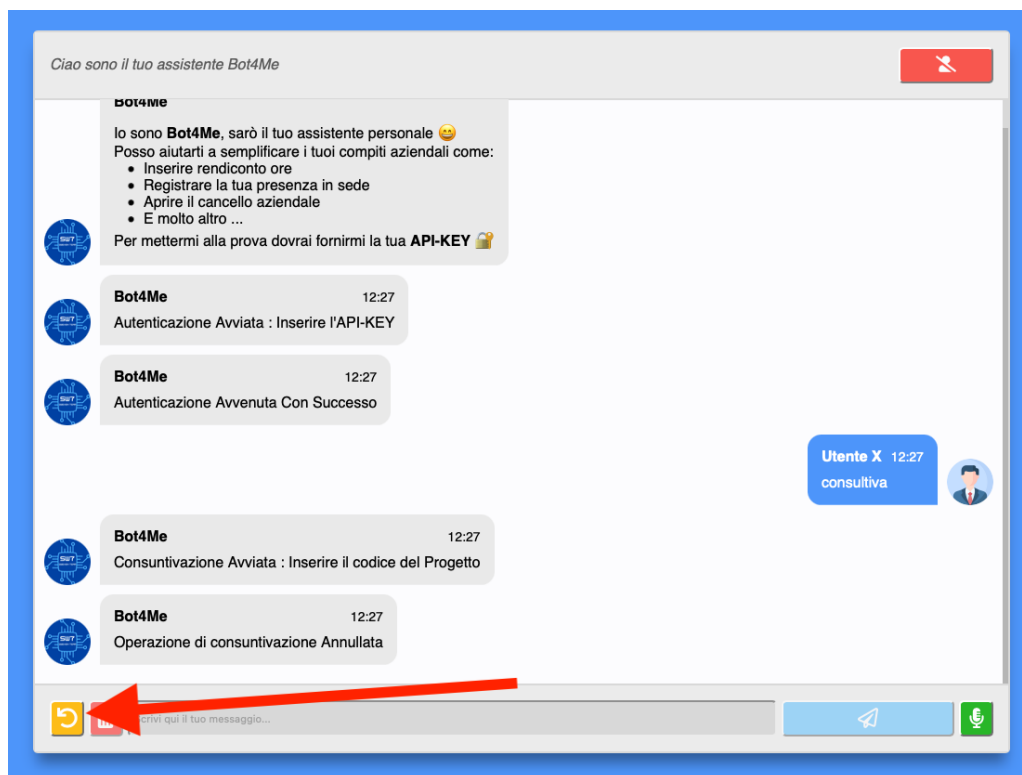 Ciao sono il tuo assistente Bot4Me
Bot4Me
Io sono Bot4Me, sarò il tuo assistente personale 😀
Posso aiutarti a semplificare i tuoi compiti aziendali come:
• Inserire rendiconto ore
• Registrare la tua presenza in sede
• Aprire il cancello aziendale
• E molto altro ...
Per mettermi alla prova dovrai fornirmi la tua API-KEY 🔐
Bot4Me 12:27
Autenticazione Avviata : Inserire l'API-KEY
Bot4Me 12:27
Autenticazione Avvenuta Con Successo
Utente X 12:27
consultiva
Bot4Me 12:27
Consuntivazione Avviata : Inserire il codice del Progetto
Bot4Me 12:27
Operazione di consuntivazione Annullata
crivi qui il tuo messaggio...